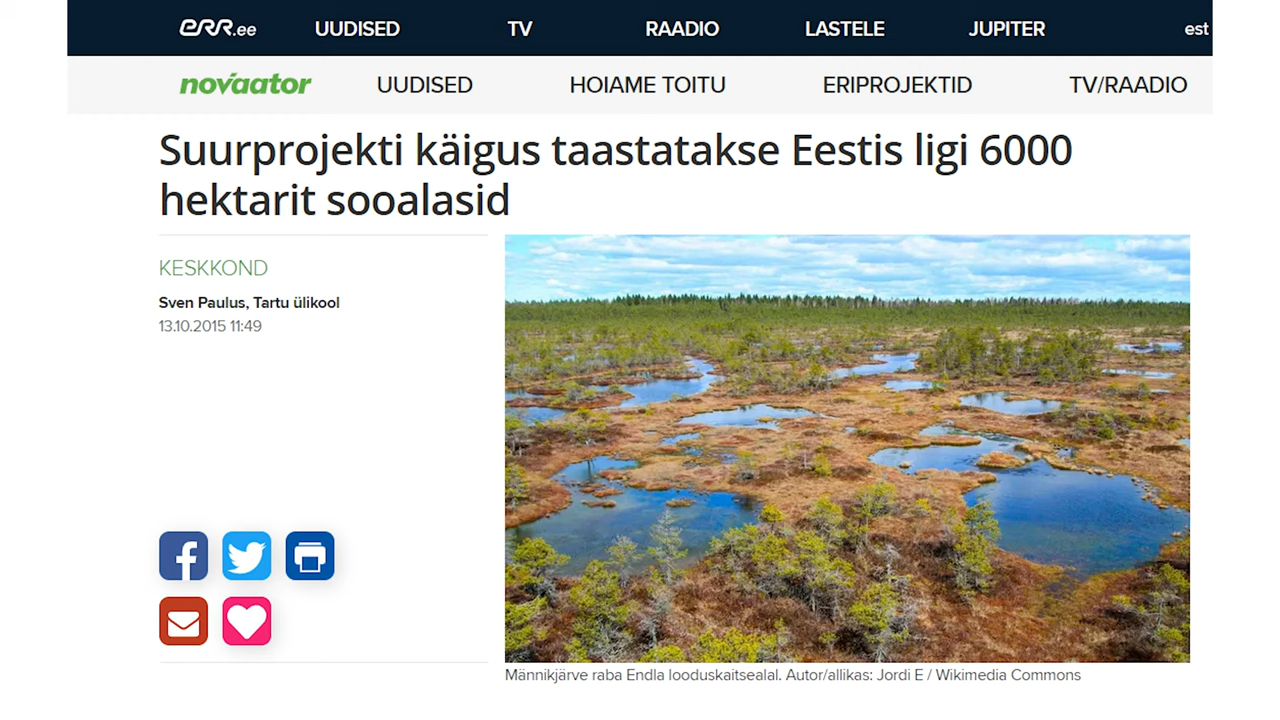 err.ee UUDISED TV RAADIO LASTELE JUPITER est
novaator UUDISED HOIAME TOITU ERIPROJEKTID TV/RAADIO
Suurprojekti käigus taastatakse Eestis ligi 6000
hektarit sooalasid
KESKKOND
Sven Paulus, Tartu ülikool
13.10.2015 11:49
Männikjärve raba Endla looduskaitsealal. Autor/allikas: Jordi E / Wikimedia Commons